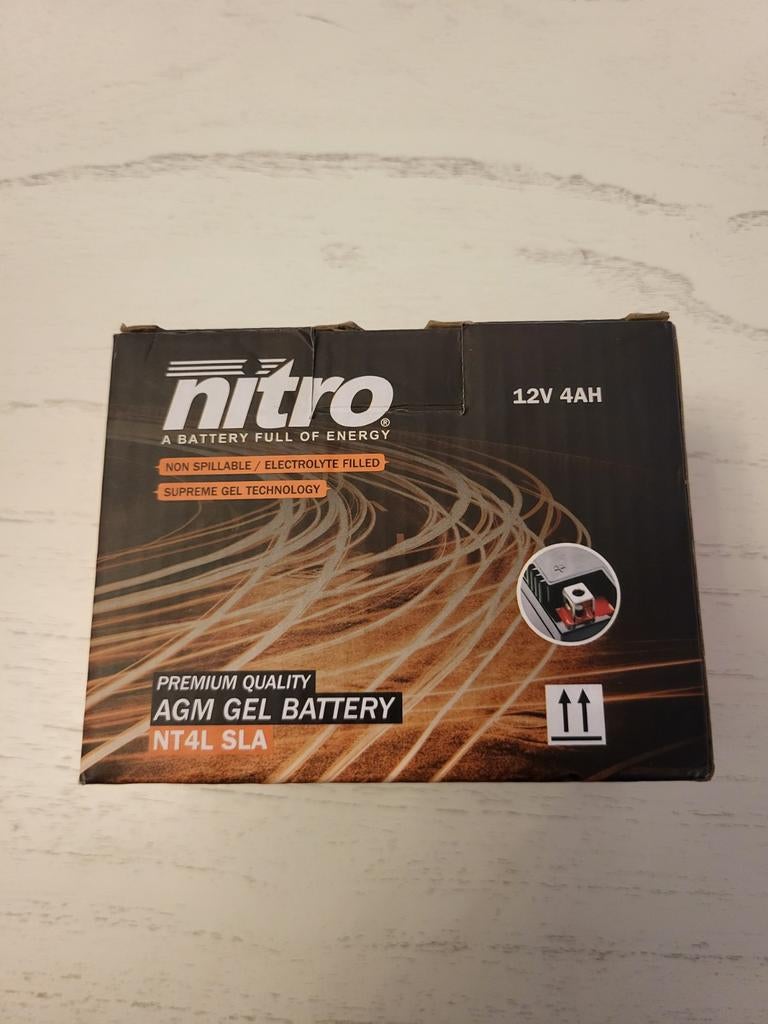 nitro®
A BATTERY FULL OF ENERGY
12V 4AH
NON SPILLABLE / ELECTROLYTE FILLED
SUPREME GEL TECHNOLOGY
+
PREMIUM QUALITY
AGM GEL BATTERY
NT4L SLA